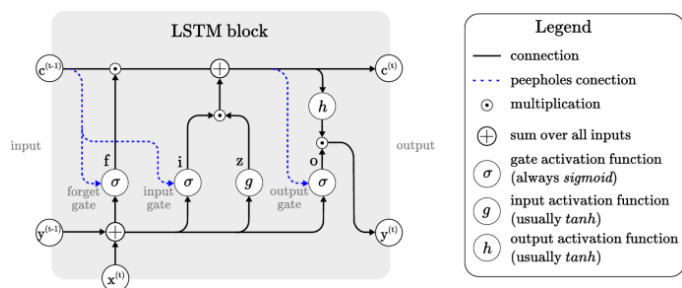 LSTM block
c(t-1)
c(t)
h
input
output
f
i
z
o
σ
σ
g
σ
forget
gate
input
gate
output
gate
y(t-1)
y(t)
x(t)
Legend
connection
peepholes conection
multiplication
sum over all inputs
σ gate activation function
(always sigmoid)
g input activation function
(usually tanh)
h output activation function
(usually tanh)